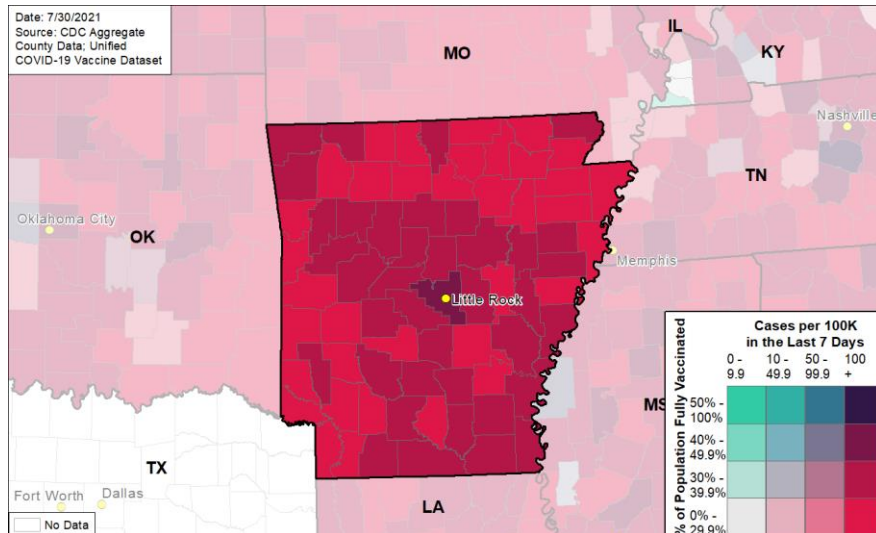 Date: 7/30/2021
Source: CDC Aggregate
County Data; Unified
COVID-19 Vaccine Dataset
MO
IL
KY
Nashville
TN
Oklahoma City
OK
Memphis
Little Rock
MS
TX
Fort Worth
Dallas
LA
No Data
Cases per 100K
in the Last 7 Days
0 -
9.9
10 -
49.9
50 -
99.9
100
+
% of Population Fully Vaccinated
50% -
100%
40% -
49.9%
30% -
39.9%
0% -
29.9%